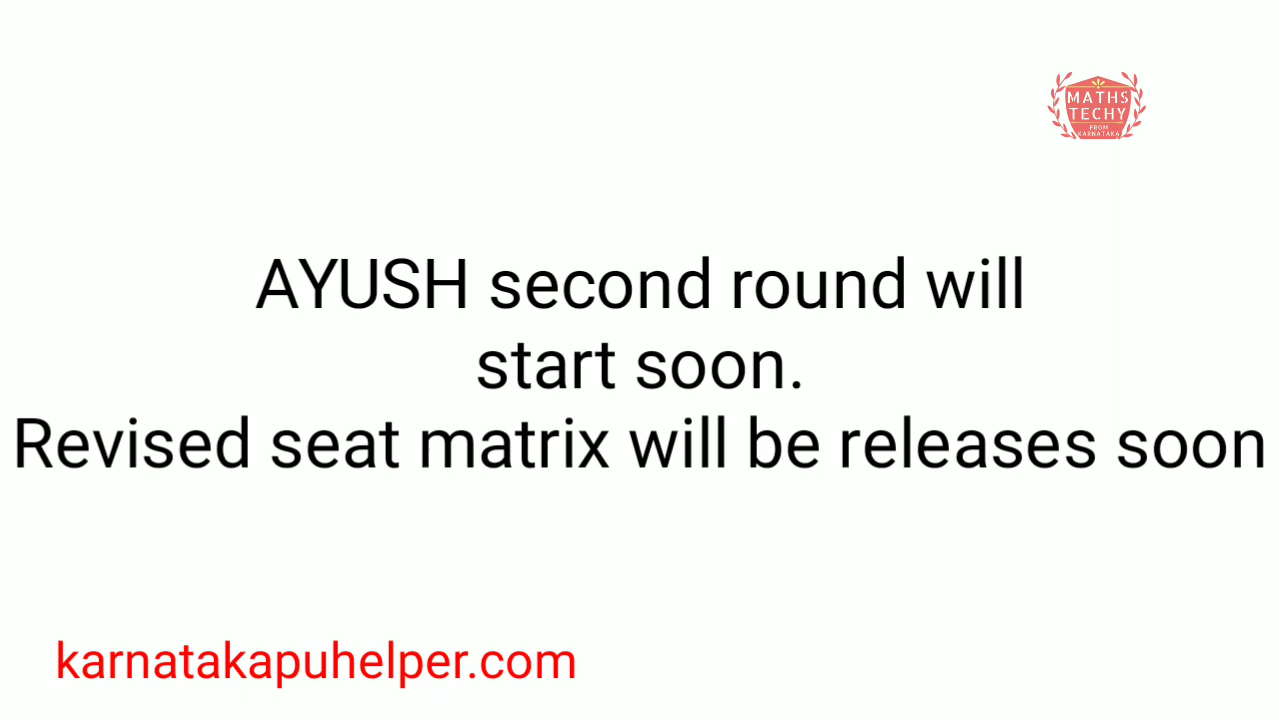 MATHS
TECHY
FROM
KARNATAKA
AYUSH second round will
start soon.
Revised seat matrix will be releases soon
karnatakapuhelper.com